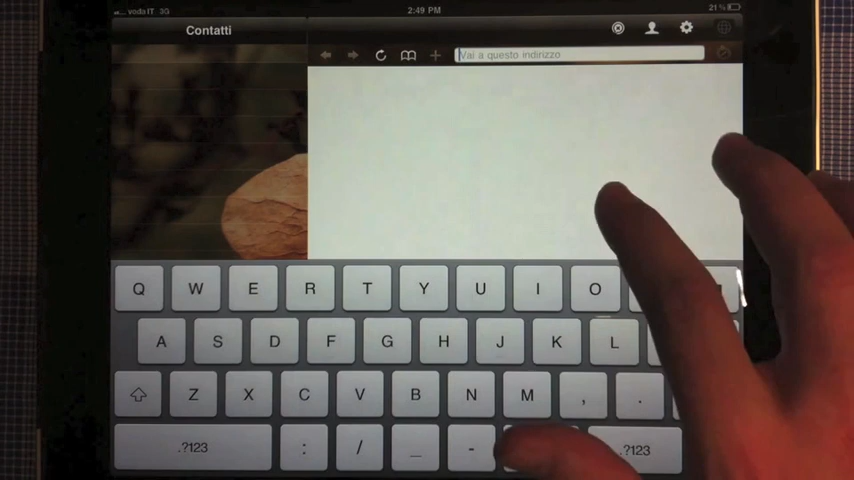 vodo IT 3G
2:49 PM
21 %
Contatti
Vai a questo indirizzo
Q W E R T Y U I O
A S D F G H J K L
Z X C V B N M , .
.?123 : / _ - .?123